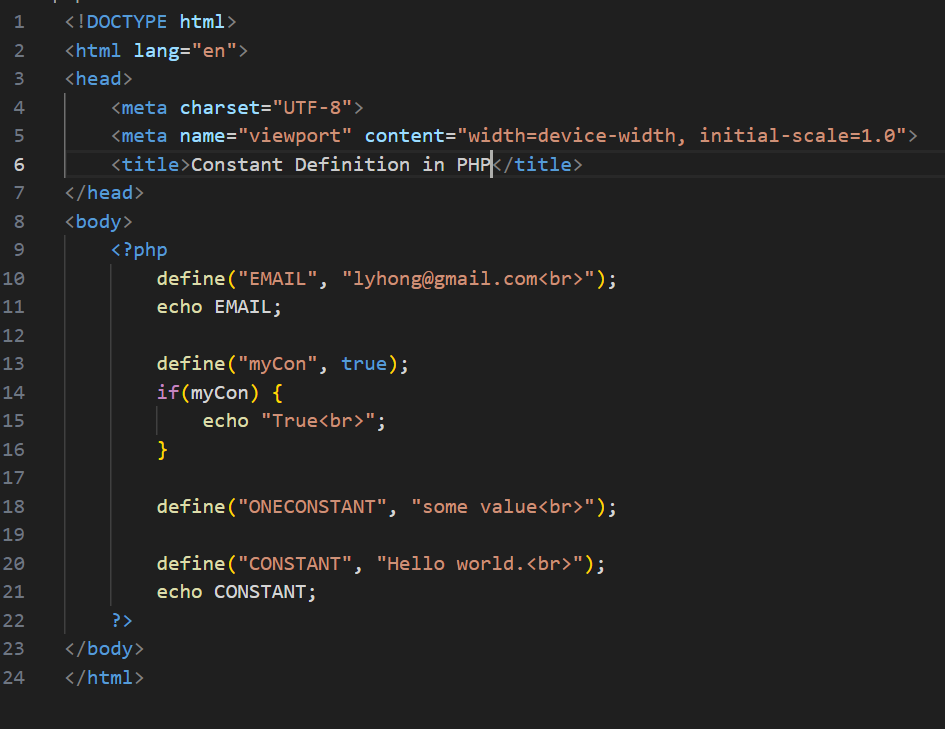 1 <!DOCTYPE html>
2 <html lang="en">
3 <head>
4     <meta charset="UTF-8">
5     <meta name="viewport" content="width=device-width, initial-scale=1.0">
6     <title>Constant Definition in PHP</title>
7 </head>
8 <body>
9     <?php
10         define("EMAIL", "lyhong@gmail.com<br>");
11         echo EMAIL;
12
13         define("myCon", true);
14         if(myCon) {
15             echo "True<br>";
16         }
17
18         define("ONECONSTANT", "some value<br>");
19
20         define("CONSTANT", "Hello world.<br>");
21         echo CONSTANT;
22     ?>
23 </body>
24 </html>